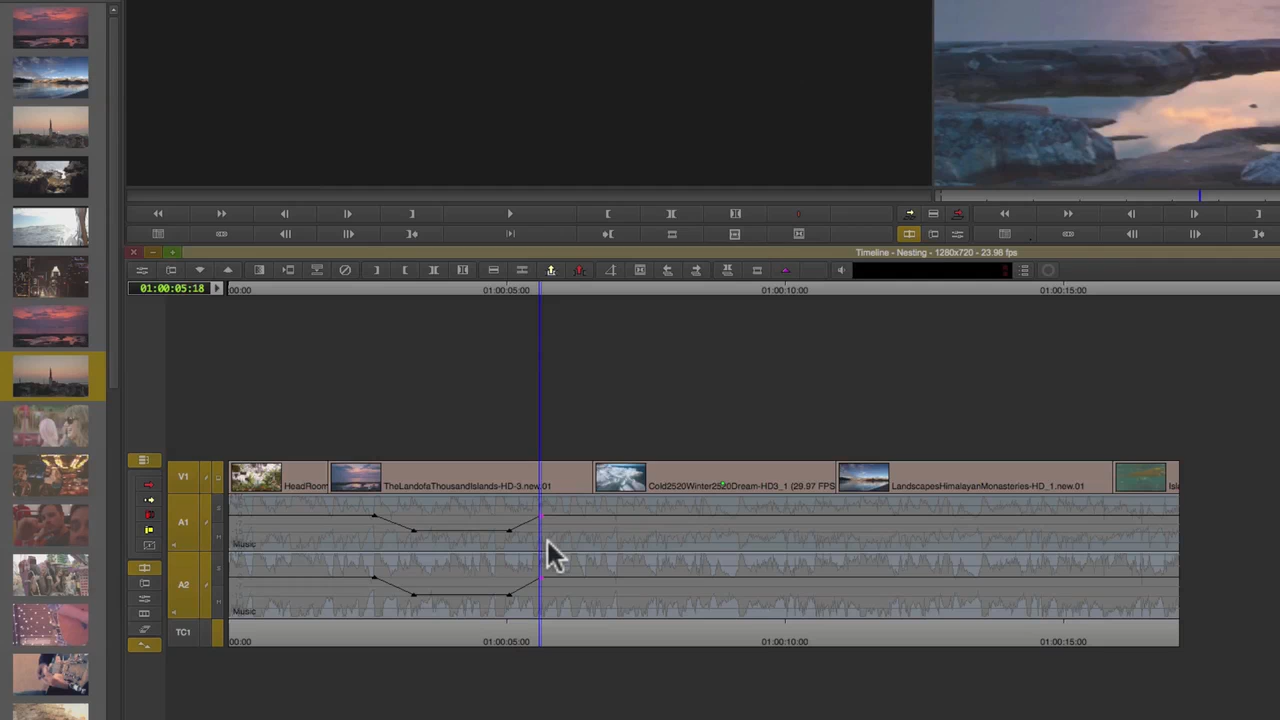 Timeline - Nesting - 1280x720 - 23.96 fps
01:00:05:18
00:00
01:00:05:00
01:00:10:00
01:00:15:00
V1
HeadRoom
TheLandofaThousandIslands-HD-3.new.01
Cold2520Winter2520Dream-HD3_1 (29.97 FPS
LandscapesHimalayanMonasteries-HD_1.new.01
Isl
A1
S
M
Music
A2
S
M
Music
TC1
00:00
01:00:05:00
01:00:10:00
01:00:15:00